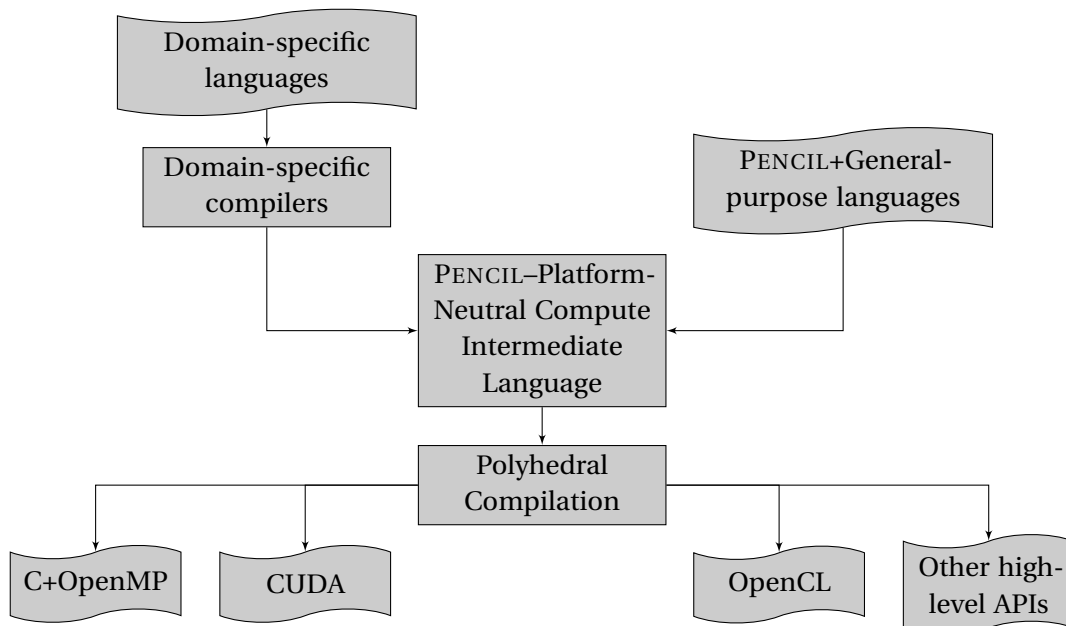 Domain-specific
languages
Domain-specific
compilers
PENCIL+General-
purpose languages
PENCIL–Platform-
Neutral Compute
Intermediate
Language
Polyhedral
Compilation
C+OpenMP
CUDA
OpenCL
Other high-
level APIs